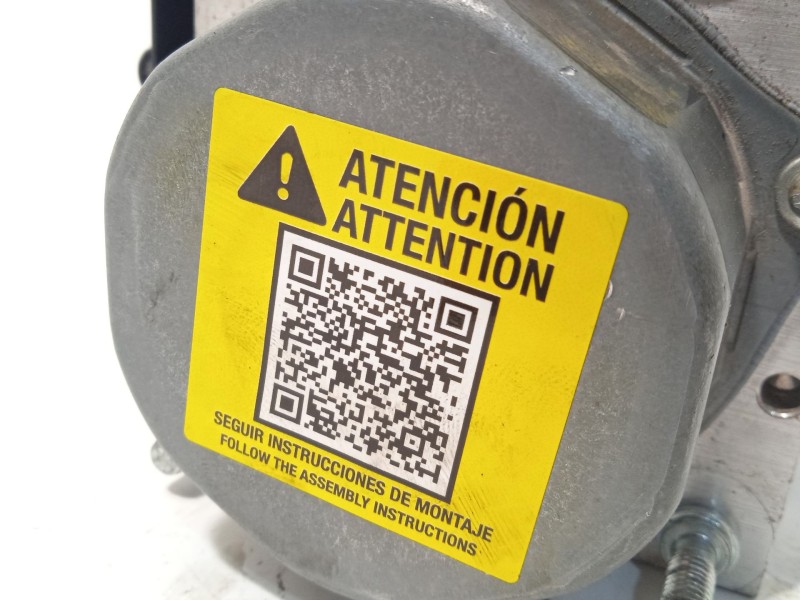 ATENCIÓN
ATTENTION
SEGUIR INSTRUCCIONES DE MONTAJE
FOLLOW THE ASSEMBLY INSTRUCTIONS